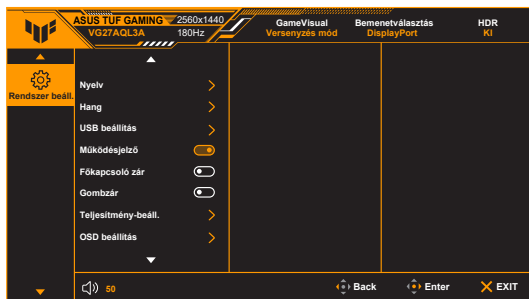 ASUS TUF GAMING 2560x1440
VG27AQL3A 180Hz
GameVisual Bemenetválasztás HDR
Versenyzés mód DisplayPort KI
Rendszer beáll.
Nyelv
Hang
USB beállítás
Működésjelző
Főkapcsoló zár
Gombzár
Teljesítmény-beáll.
OSD beállítás
50 Back Enter EXIT